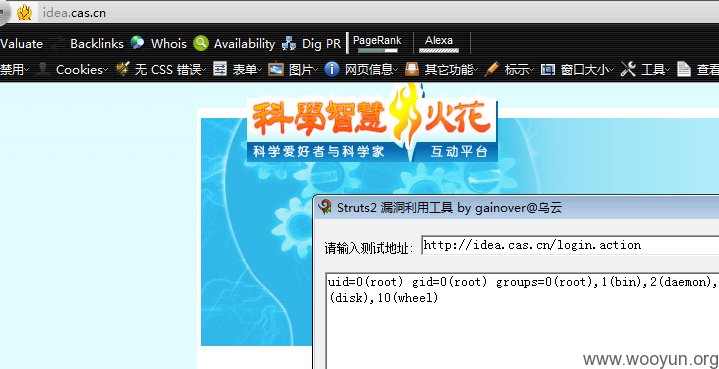 idea.cas.cn
Valuate Backlinks Whois Availability Dig PR PageRank Alexa
禁用 Cookies 无 CSS 错误 表单 图片 网页信息 其它功能 标示 窗口大小 工具 查看
科學智慧火花
科学爱好者与科学家 互动平台
Struts2 漏洞利用工具 by gainover@乌云
请输入测试地址: http://idea.cas.cn/login.action
uid=0(root) gid=0(root) groups=0(root),1(bin),2(daemon),
(disk),10(wheel)
www.wooyun.org